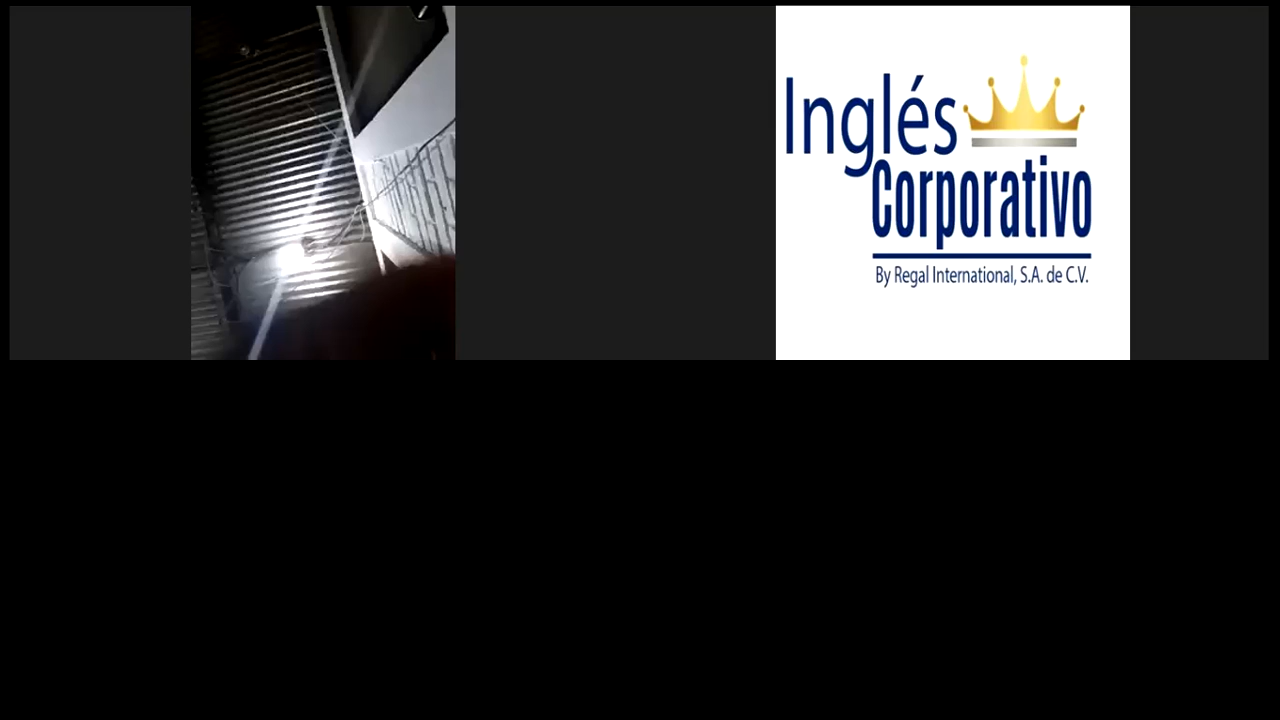 Inglés
Corporativo
By Regal International, S.A. de C.V.